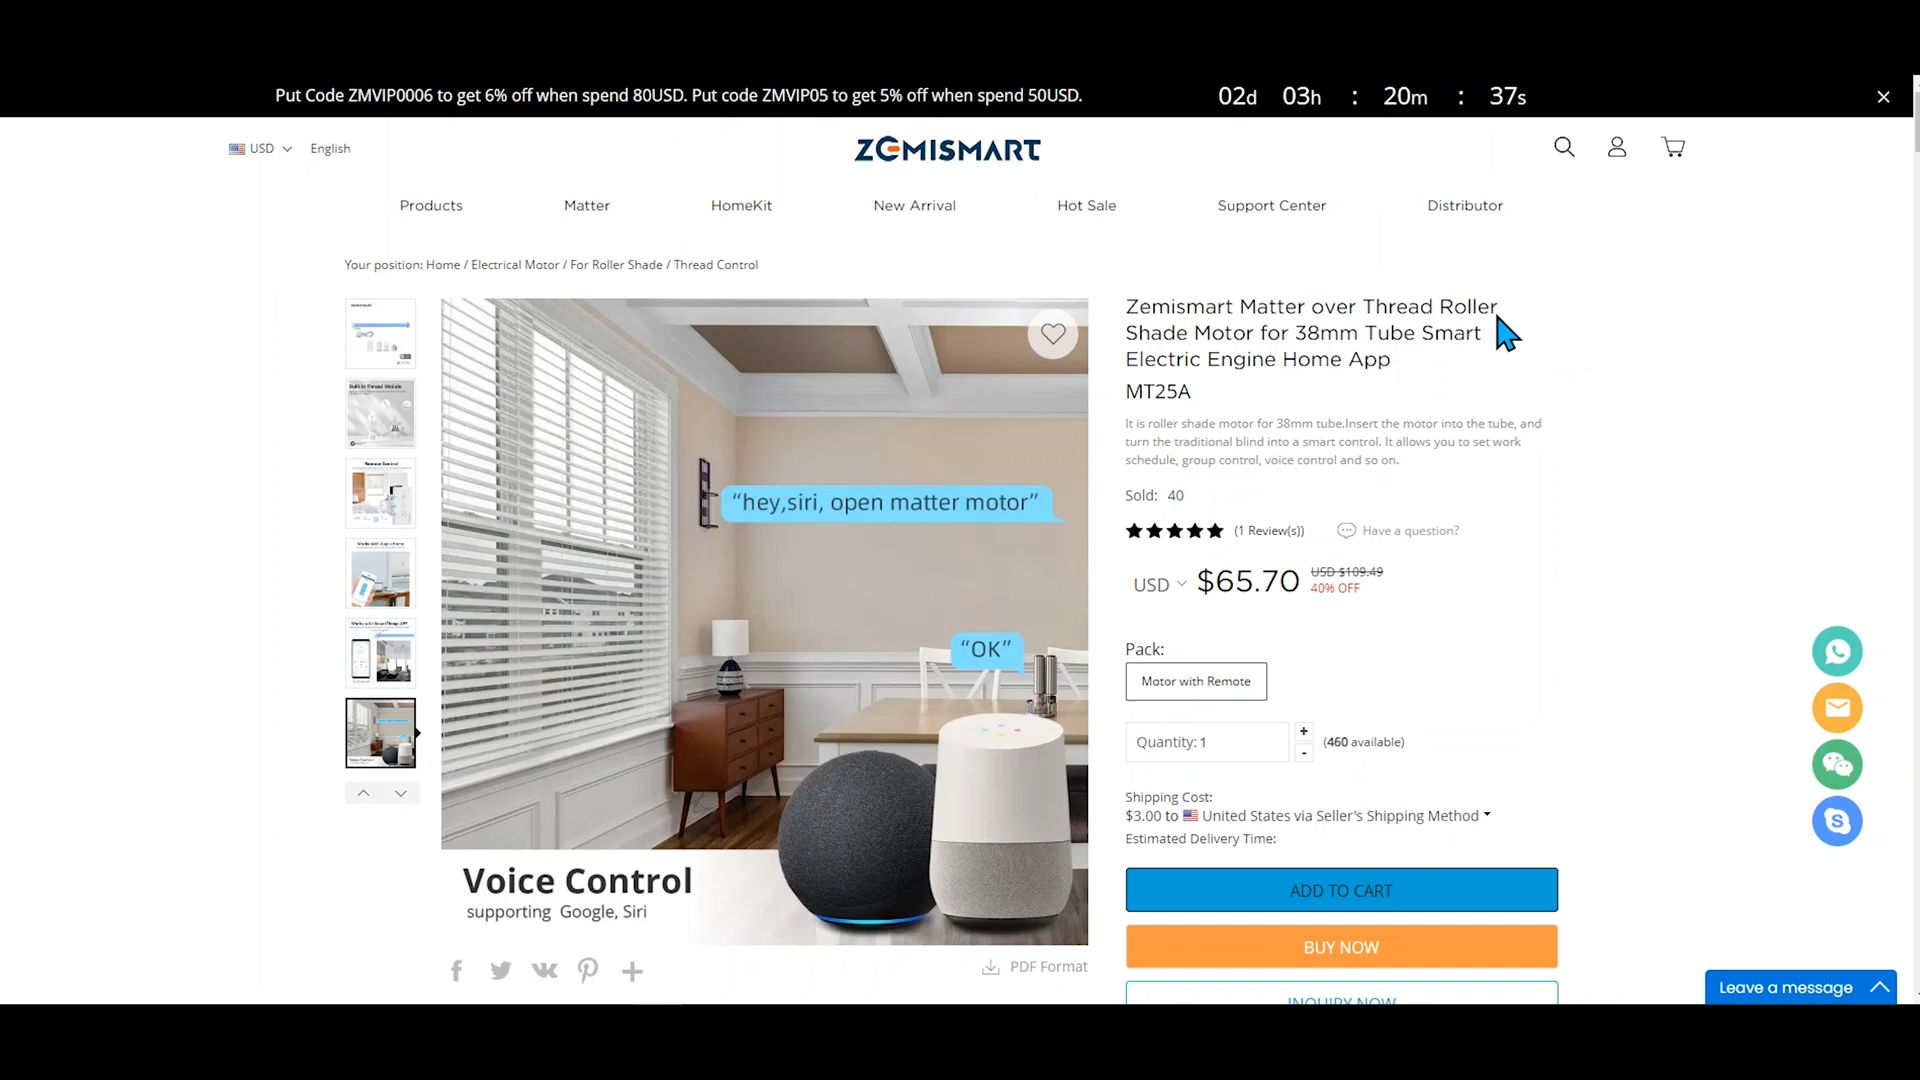 Put Code ZMVIP0006 to get 6% off when spend 80USD. Put code ZMVIP05 to get 5% off when spend 50USD.
02d 03h : 20m : 37s
USD
English
ZEMISMART
Products
Matter
HomeKit
New Arrival
Hot Sale
Support Center
Distributor
Your position: Home / Electrical Motor / For Roller Shade / Thread Control
Remote Control
“hey,siri, open matter motor”
“OK”
Voice Control
supporting Google, Siri
PDF Format
Zemismart Matter over Thread Roller
Shade Motor for 38mm Tube Smart
Electric Engine Home App
MT25A
It is roller shade motor for 38mm tube.Insert the motor into the tube, and
turn the traditional blind into a smart control. It allows you to set work
schedule, group control, voice control and so on.
Sold: 40
(1 Review(s))
Have a question?
USD $65.70 USD $109.49
40% OFF
Pack:
Motor with Remote
Quantity: 1
+
-
(460 available)
Shipping Cost:
$3.00 to United States via Seller's Shipping Method
Estimated Delivery Time:
ADD TO CART
BUY NOW
INQUIRY NOW
Leave a message